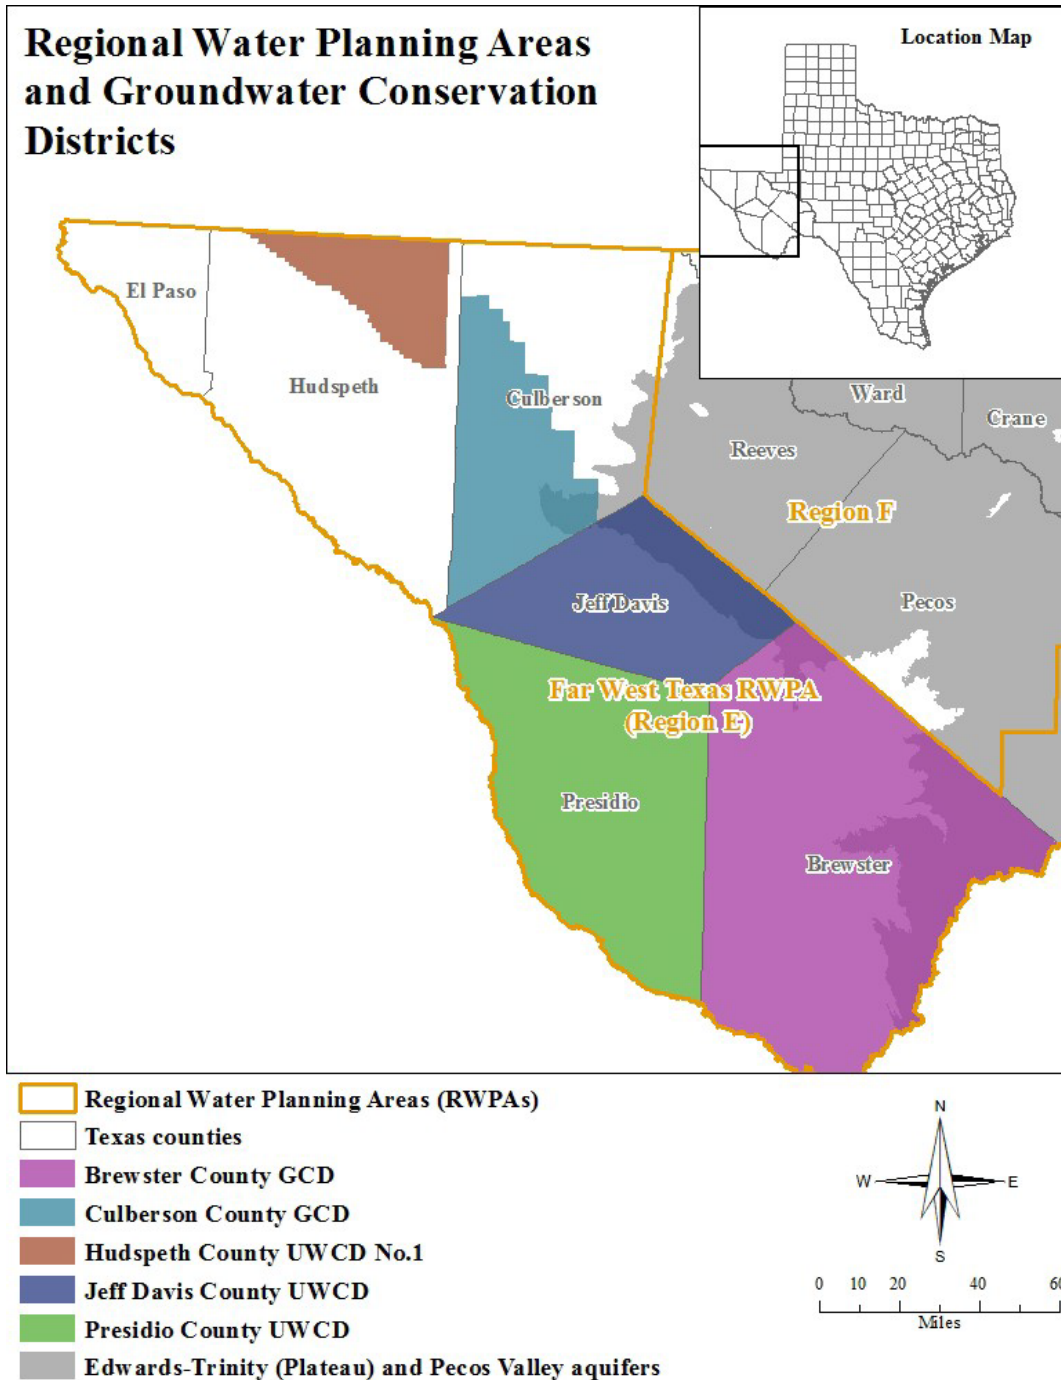 Regional Water Planning Areas
and Groundwater Conservation
Districts
Location Map
El Paso
Hudspeth
Culberson
Ward
Crane
Reeves
Region F
Jeff Davis
Pecos
Far West Texas RWPA
(Region E)
Presidio
Brewster
Regional Water Planning Areas (RWPAs)
Texas counties
Brewster County GCD
Culberson County GCD
Hudspeth County UWCD No.1
Jeff Davis County UWCD
Presidio County UWCD
Edwards-Trinity (Plateau) and Pecos Valley aquifers
N
W E
S
0 10 20 40 60
Miles